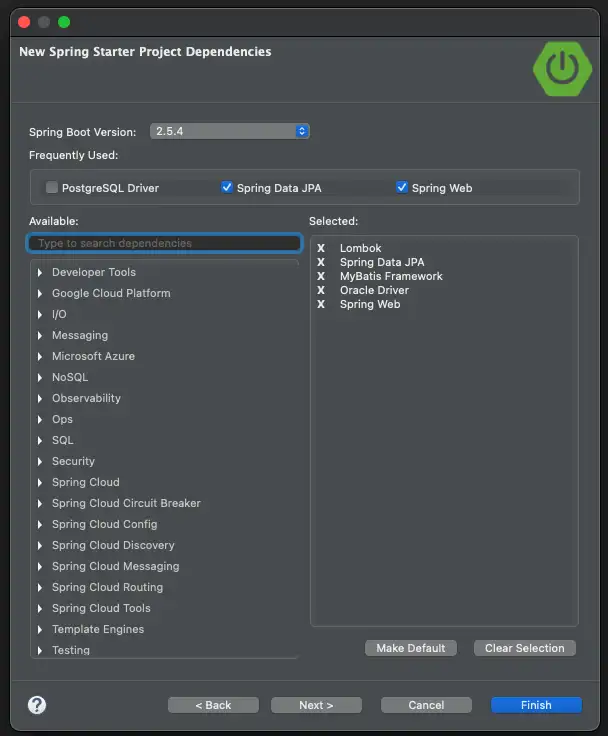 New Spring Starter Project Dependencies
Spring Boot Version: 2.5.4
Frequently Used:
PostgreSQL Driver Spring Data JPA Spring Web
Available: Selected:
Type to search dependencies
X Lombok
X Spring Data JPA
X MyBatis Framework
X Oracle Driver
X Spring Web
Developer Tools
Google Cloud Platform
I/O
Messaging
Microsoft Azure
NoSQL
Observability
Ops
SQL
Security
Spring Cloud
Spring Cloud Circuit Breaker
Spring Cloud Config
Spring Cloud Discovery
Spring Cloud Messaging
Spring Cloud Routing
Spring Cloud Tools
Template Engines
Testing
Make Default Clear Selection
? < Back Next > Cancel Finish